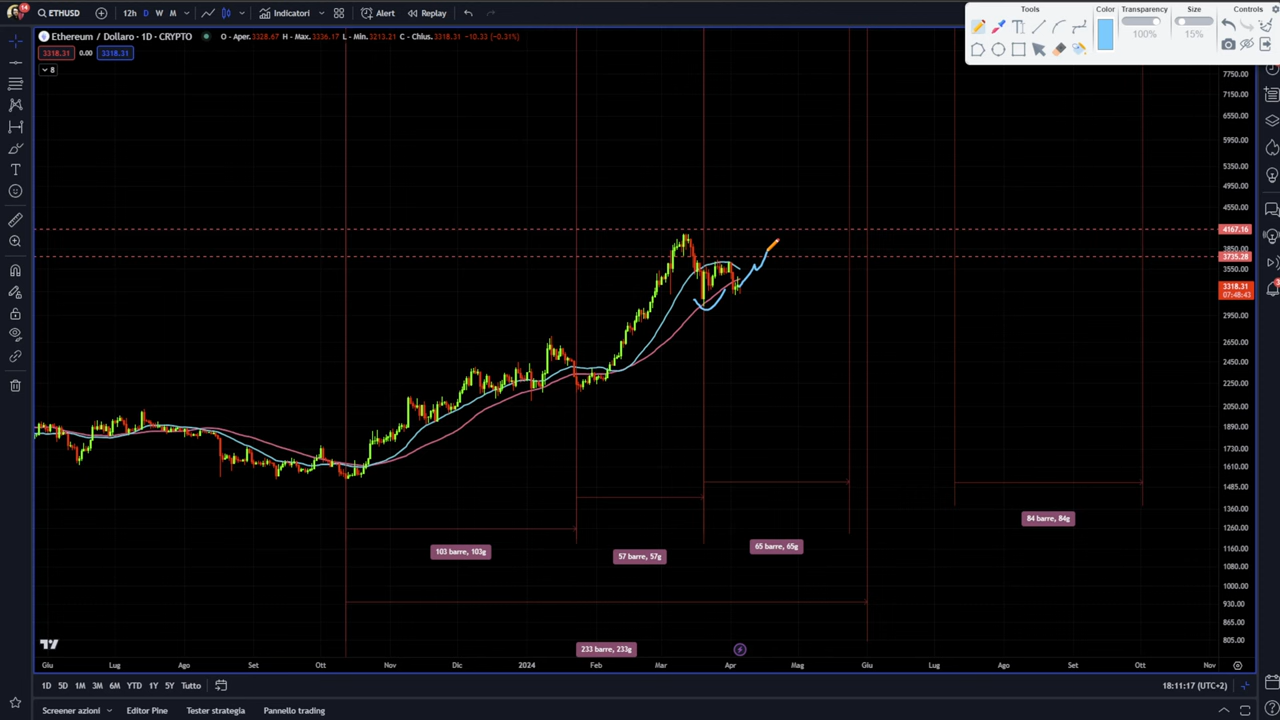 14
ETHUSD
12h D W M
Indicatori
Alert
Replay
Tools
Color
Transparency
Size
Controls
100%
15%
Ethereum / Dollaro · 1D · CRYPTO
O - Aper. 3328.67 H - Max. 3336.17 L - Min. 3213.21 C - Chius. 3318.31 -10.33 (-0.31%)
3318.31 0.00 3318.31
8
7750.00
7150.00
6550.00
5950.00
5350.00
4950.00
4550.00
4167.16
3850.00
3735.28
3550.00
3318.31
07:48:43
2950.00
2650.00
2450.00
2250.00
2050.00
1890.00
1730.00
1610.00
1485.00
1360.00
1260.00
1160.00
1080.00
1000.00
930.00
865.00
805.00
84 barre, 84g
65 barre, 65g
103 barre, 103g
57 barre, 57g
233 barre, 233g
Giu Lug Ago Set Ott Nov Dic 2024 Feb Mar Apr Mag Giu Lug Ago Set Ott Nov
1D 5D 1M 3M 6M YTD 1Y 5Y Tutto
18:11:17 (UTC+2)
Screener azioni
Editor Pine
Tester strategia
Pannello trading